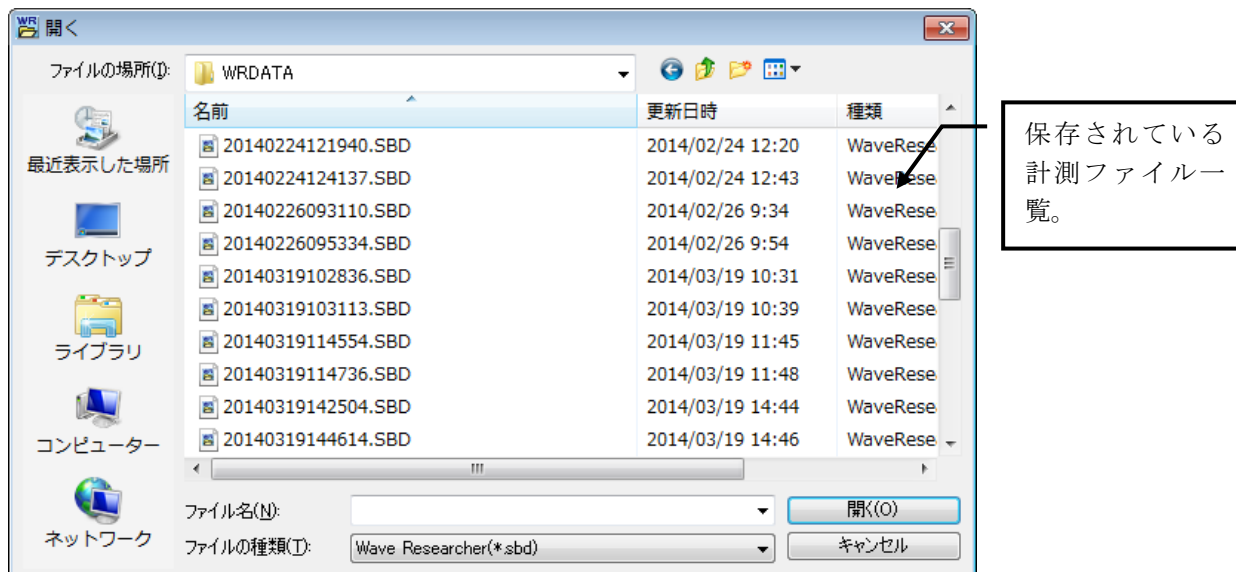 WR 開く
ファイルの場所(I): WRDATA
名前 更新日時 種類
20140224121940.SBD 2014/02/24 12:20 WaveRese
20140224124137.SBD 2014/02/24 12:43 WaveRese
20140226093110.SBD 2014/02/26 9:34 WaveRese
20140226095334.SBD 2014/02/26 9:54 WaveRese
20140319102836.SBD 2014/03/19 10:31 WaveRese
20140319103113.SBD 2014/03/19 10:39 WaveRese
20140319114554.SBD 2014/03/19 11:45 WaveRese
20140319114736.SBD 2014/03/19 11:48 WaveRese
20140319142504.SBD 2014/03/19 14:44 WaveRese
20140319144614.SBD 2014/03/19 14:46 WaveRese
最近表示した場所
デスクトップ
ライブラリ
コンピューター
ネットワーク
ファイル名(N): 開く(O)
ファイルの種類(T): Wave Researcher(*.sbd) キャンセル
保存されている
計測ファイル一
覧。